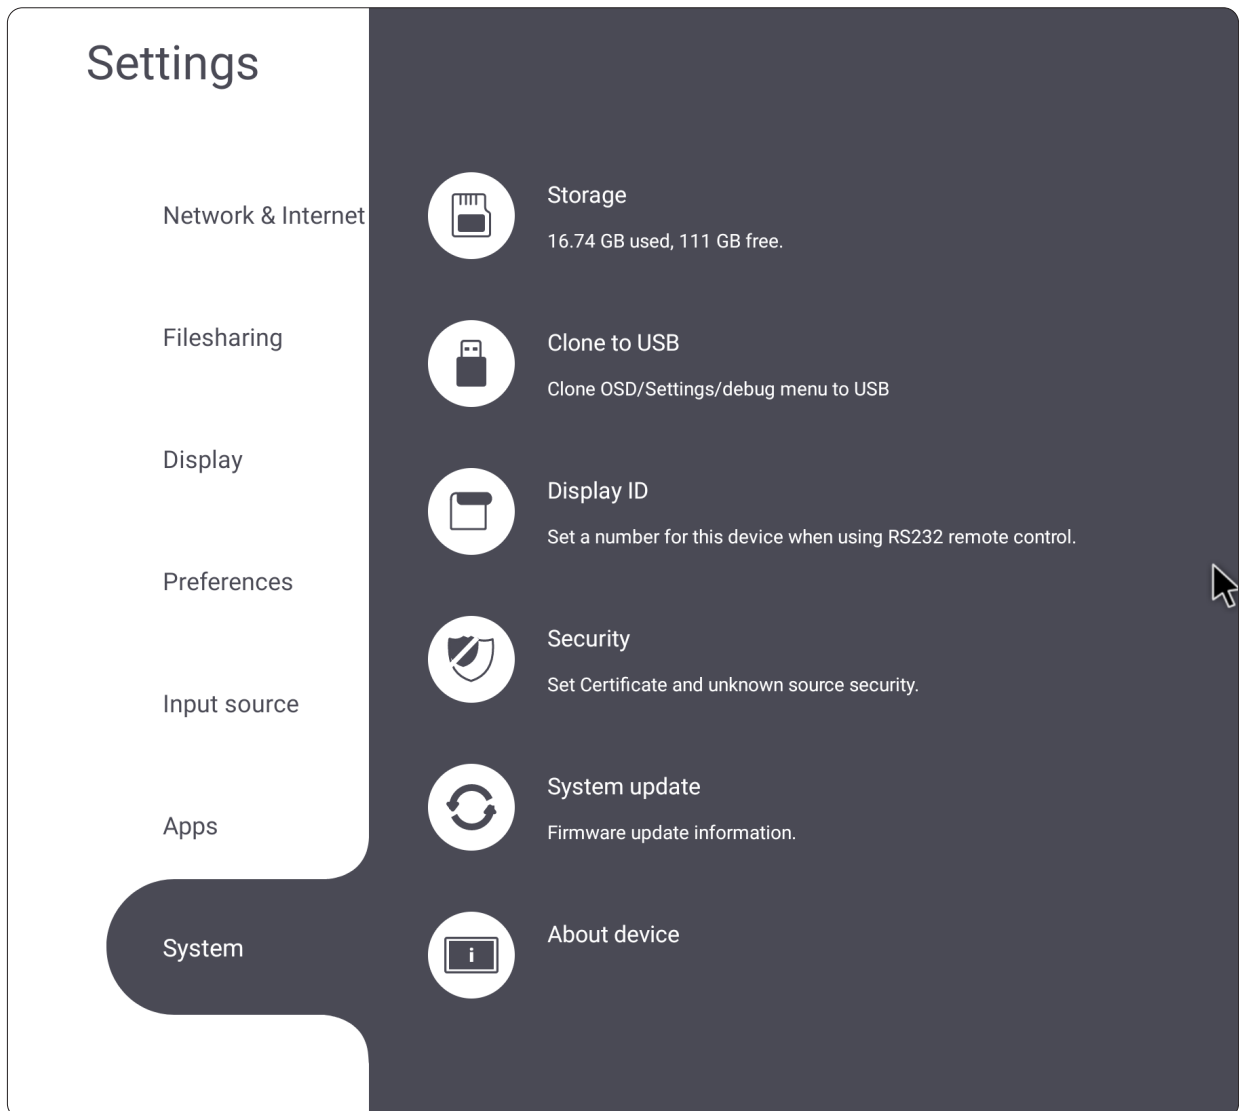 Settings
Network & Internet
Filesharing
Display
Preferences
Input source
Apps
System
Storage
16.74 GB used, 111 GB free.
Clone to USB
Clone OSD/Settings/debug menu to USB
Display ID
Set a number for this device when using RS232 remote control.
Security
Set Certificate and unknown source security.
System update
Firmware update information.
About device
i